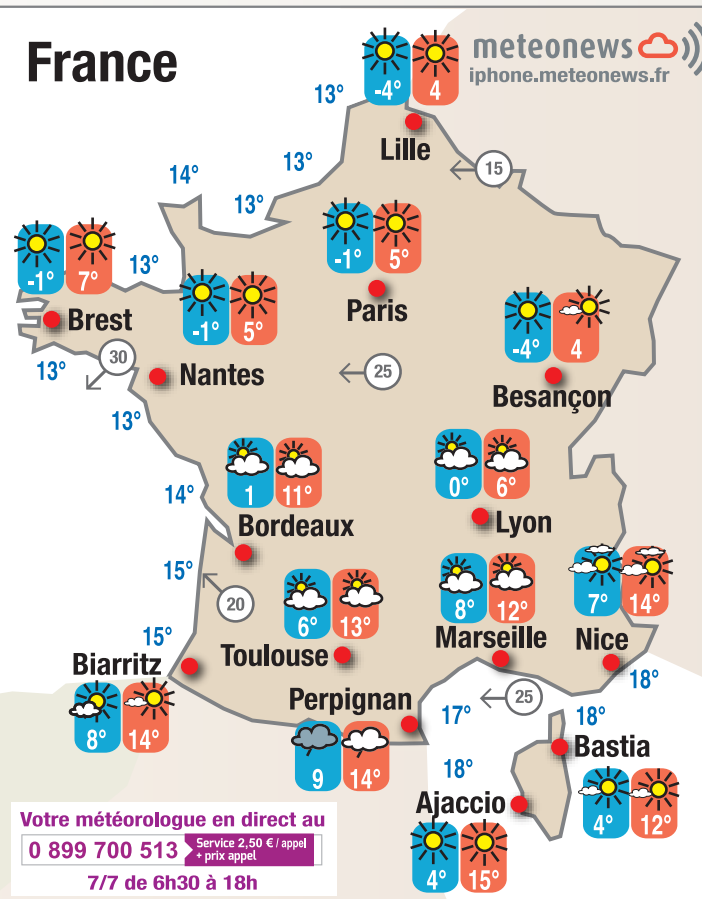 France
meteonews
iphone.meteonews.fr
-4° 4
13°
Lille
15
13°
14°
13°
-1° 5°
Paris
-1° 7°
13°
Brest
-1° 5°
Nantes
30
13°
25
-4° 4
Besançon
13°
1 11°
Bordeaux
14°
0° 6°
Lyon
15°
20
6° 13°
Toulouse
8° 12°
Marseille
7° 14°
Nice
15°
Biarritz
8° 14°
18°
Perpignan
9 14°
25
17°
18°
18°
Bastia
4° 12°
Ajaccio
4° 15°
Votre météorologue en direct au
0 899 700 513
Service 2,50 € / appel
+ prix appel
7/7 de 6h30 à 18h